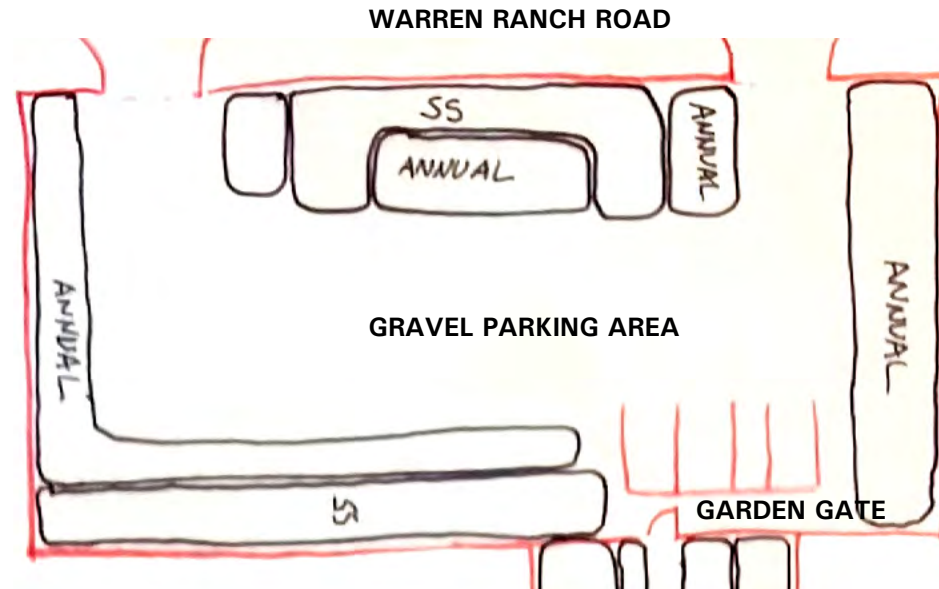 WARREN RANCH ROAD
SS
ANNUAL
ANNUAL
ANNUAL
ANNUAL
GRAVEL PARKING AREA
GARDEN GATE
SS